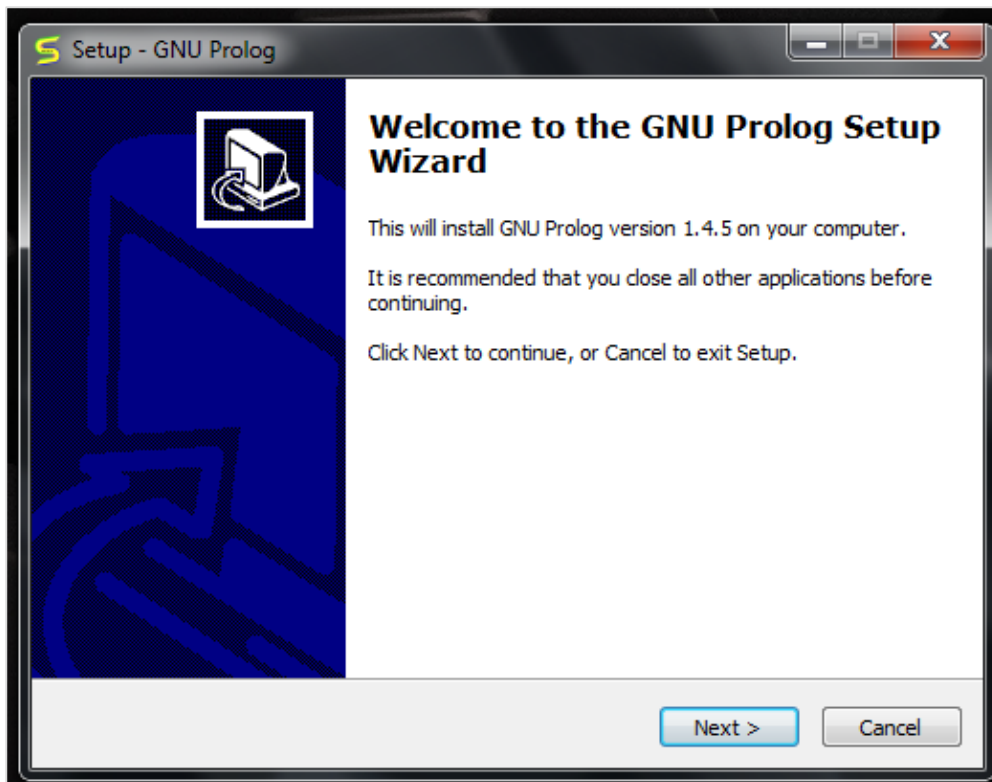 Setup - GNU Prolog
Welcome to the GNU Prolog Setup
Wizard
This will install GNU Prolog version 1.4.5 on your computer.
It is recommended that you close all other applications before
continuing.
Click Next to continue, or Cancel to exit Setup.
Next >
Cancel